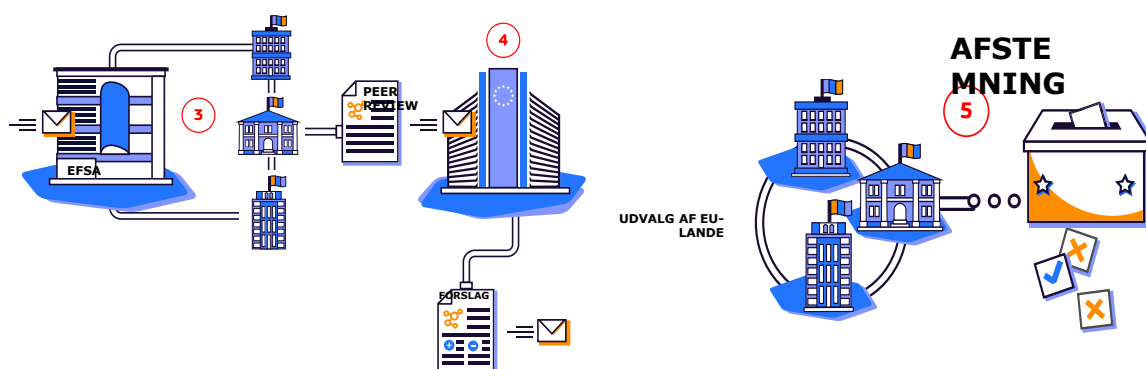 3
EFSA
PEER
REVIEW
4
FORSLAG
UDVALG AF EU-
LANDE
AFSTE
MNING
5